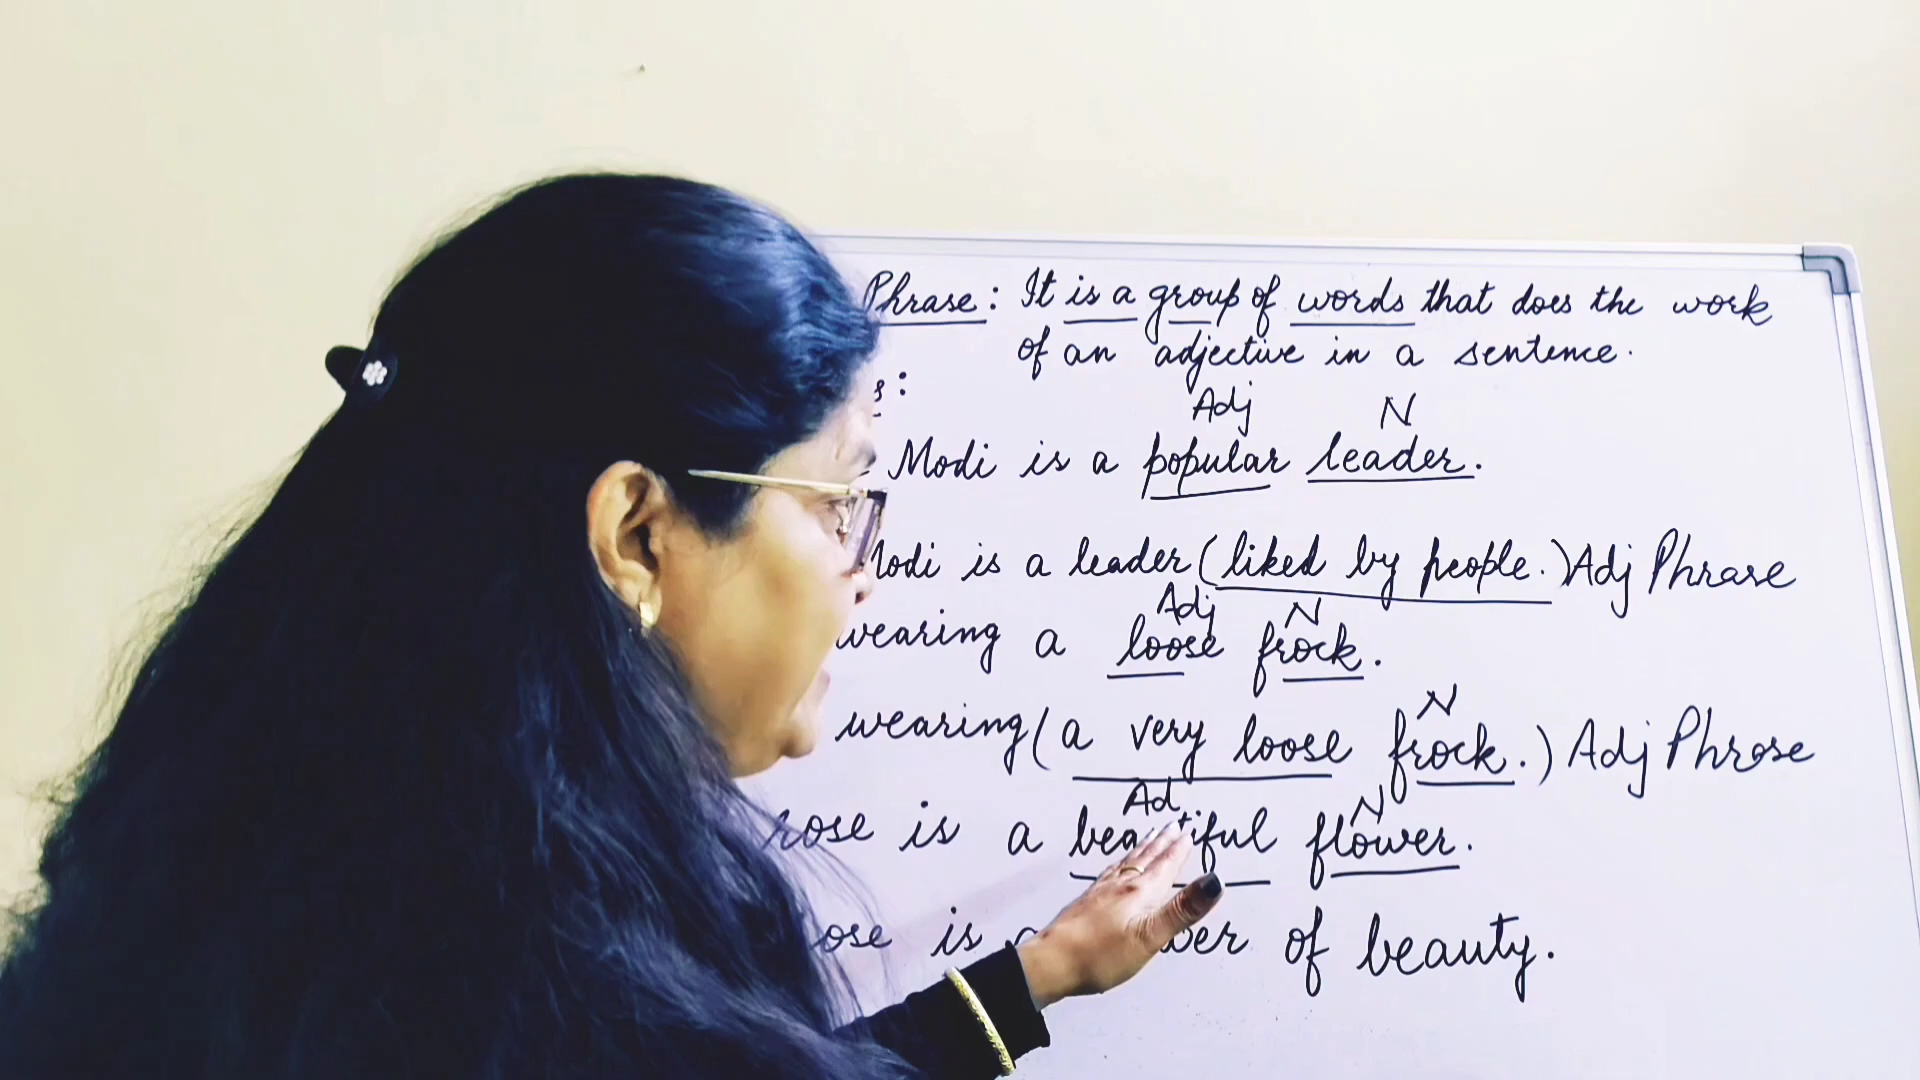 Phrase: It is a group of words that does the work
of an adjective in a sentence.
Adj N
Modi is a popular leader.
Modi is a leader (liked by people.) Adj Phrase
Adj N
wearing a loose frock.
N
wearing (a very loose frock.) Adj Phrase
Ad N
rose is a beautiful flower.
is of beauty.